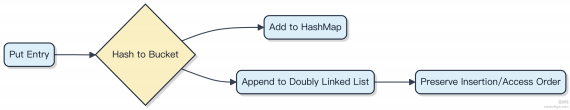 Put Entry
Hash to Bucket
Add to HashMap
Append to Doubly Linked List
Preserve Insertion/Access Order